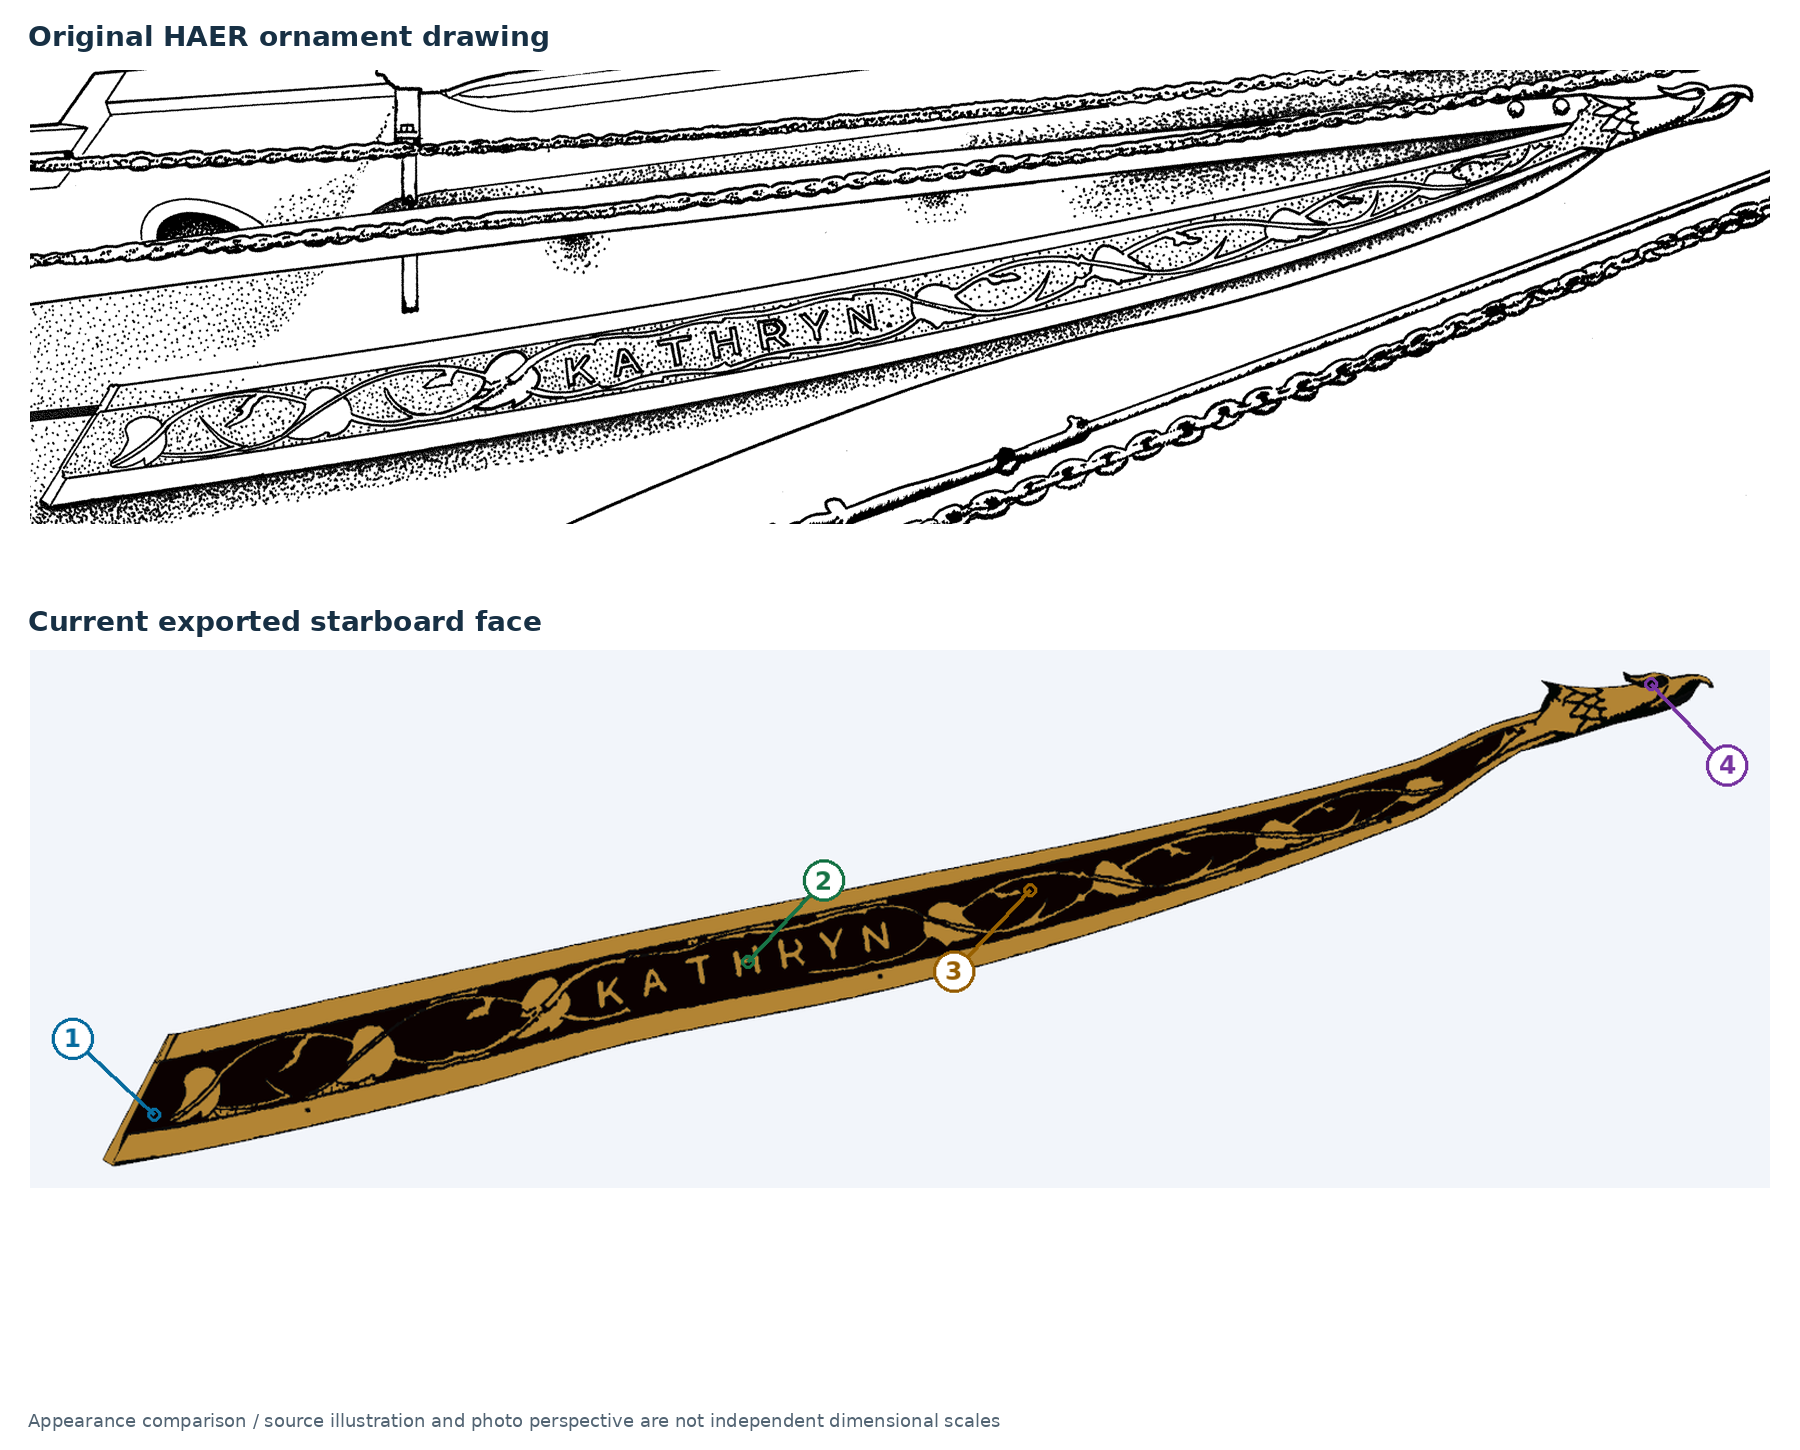 Original HAER ornament drawing
KATHRYN.
Current exported starboard face
1
2
3
4
KATHRYN
Appearance comparison / source illustration and photo perspective are not independent dimensional scales